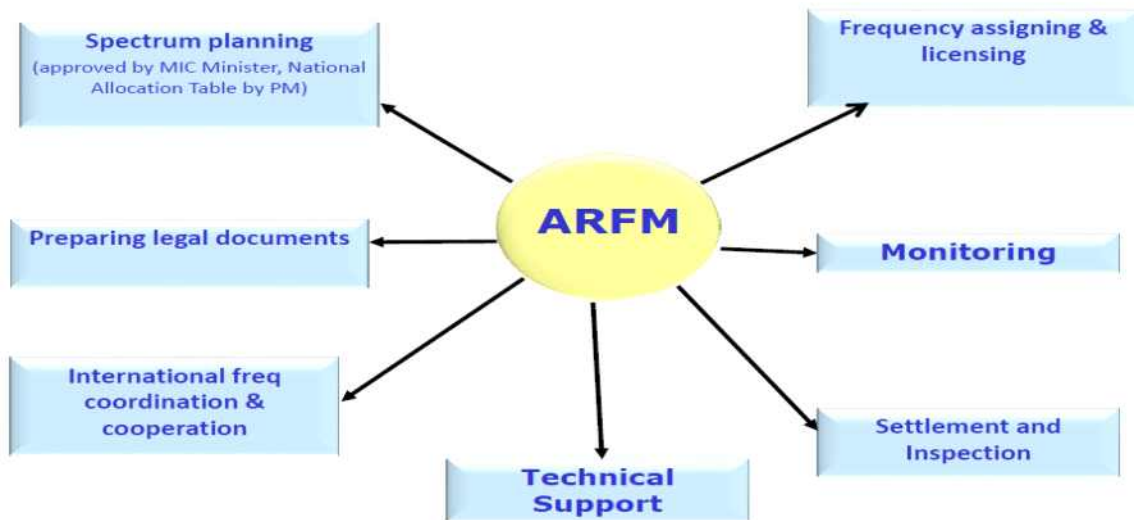 Spectrum planning
(approved by MIC Minister, National
Allocation Table by PM)
Frequency assigning &
licensing
ARFM
Preparing legal documents
Monitoring
International freq
coordination &
cooperation
Settlement and
Inspection
Technical
Support